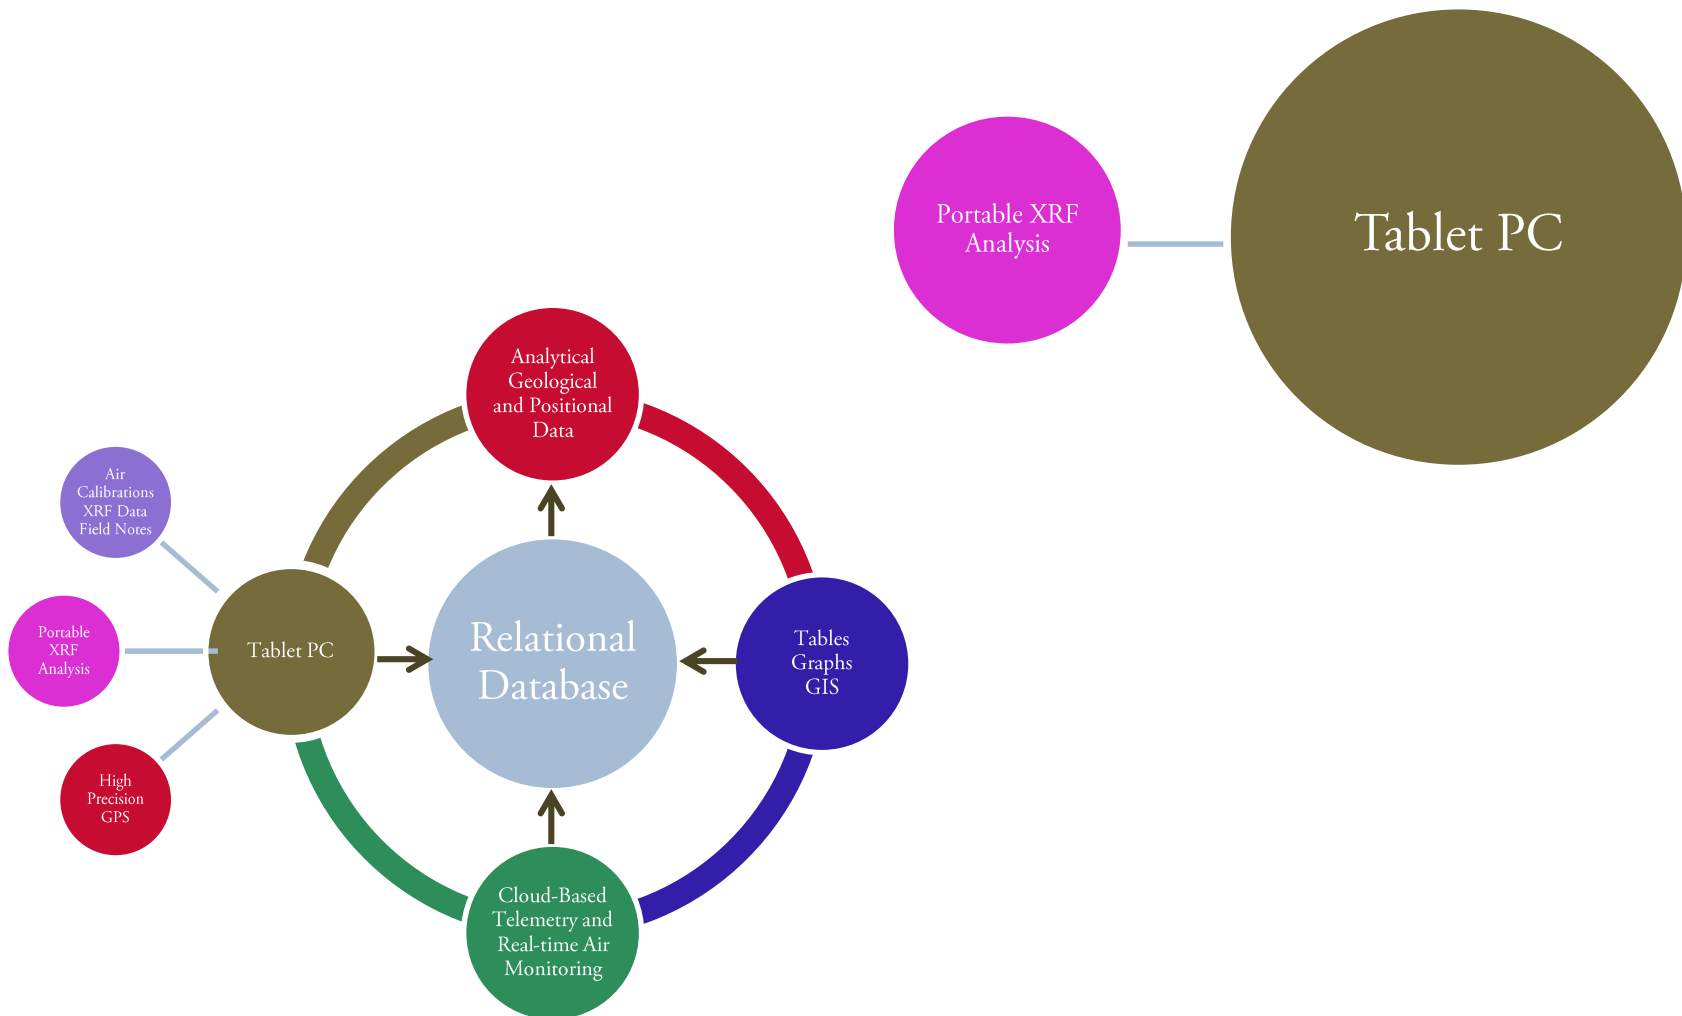 Portable XRF
Analysis
Tablet PC
Analytical
Geological
and Positional
Data
Air
Calibrations
XRF Data
Field Notes
Portable
XRF
Analysis
High
Precision
GPS
Tablet PC
Relational
Database
Tables
Graphs
GIS
Cloud-Based
Telemetry and
Real-time Air
Monitoring